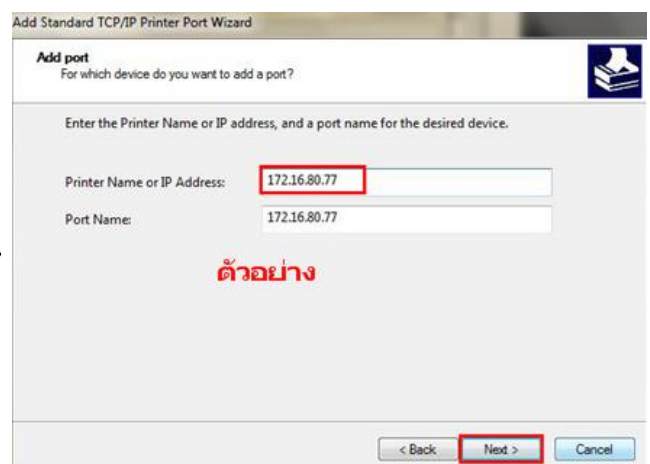 Add Standard TCP/IP Printer Port Wizard
Add port
For which device do you want to add a port?
Enter the Printer Name or IP address, and a port name for the desired device.
Printer Name or IP Address: 172.16.80.77
Port Name: 172.16.80.77
ตัวอย่าง
< Back Next > Cancel